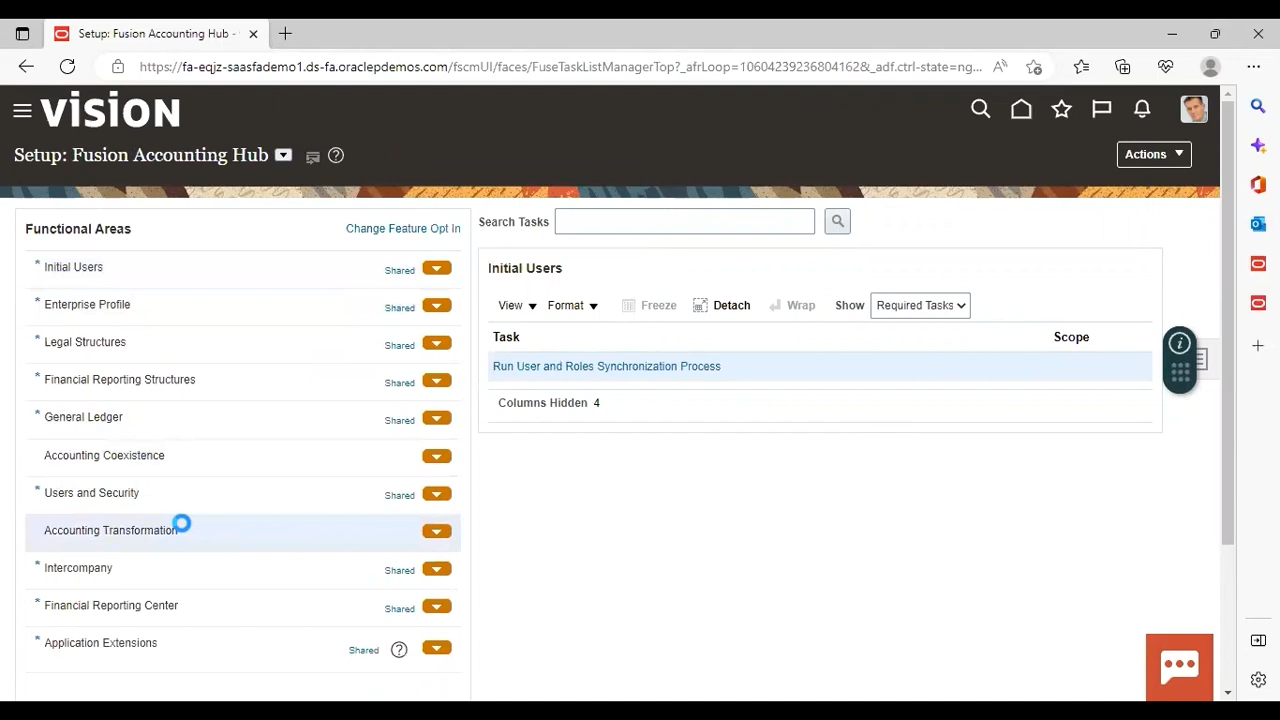 Setup: Fusion Accounting Hub -
https://fa-eqjz-saasfademo1.ds-fa.oraclepdemos.com/fscmUI/faces/FuseTaskListManagerTop?_afrLoop=10604239236804162&_adf.ctrl-state=ng...
vision
Setup: Fusion Accounting Hub
Actions
Functional Areas
Change Feature Opt In
* Initial Users Shared
* Enterprise Profile Shared
* Legal Structures Shared
* Financial Reporting Structures Shared
* General Ledger Shared
Accounting Coexistence
* Users and Security Shared
Accounting Transformation
* Intercompany Shared
* Financial Reporting Center Shared
* Application Extensions Shared
Search Tasks
Initial Users
View Format Freeze Detach Wrap Show Required Tasks
Task Scope
Run User and Roles Synchronization Process
Columns Hidden 4